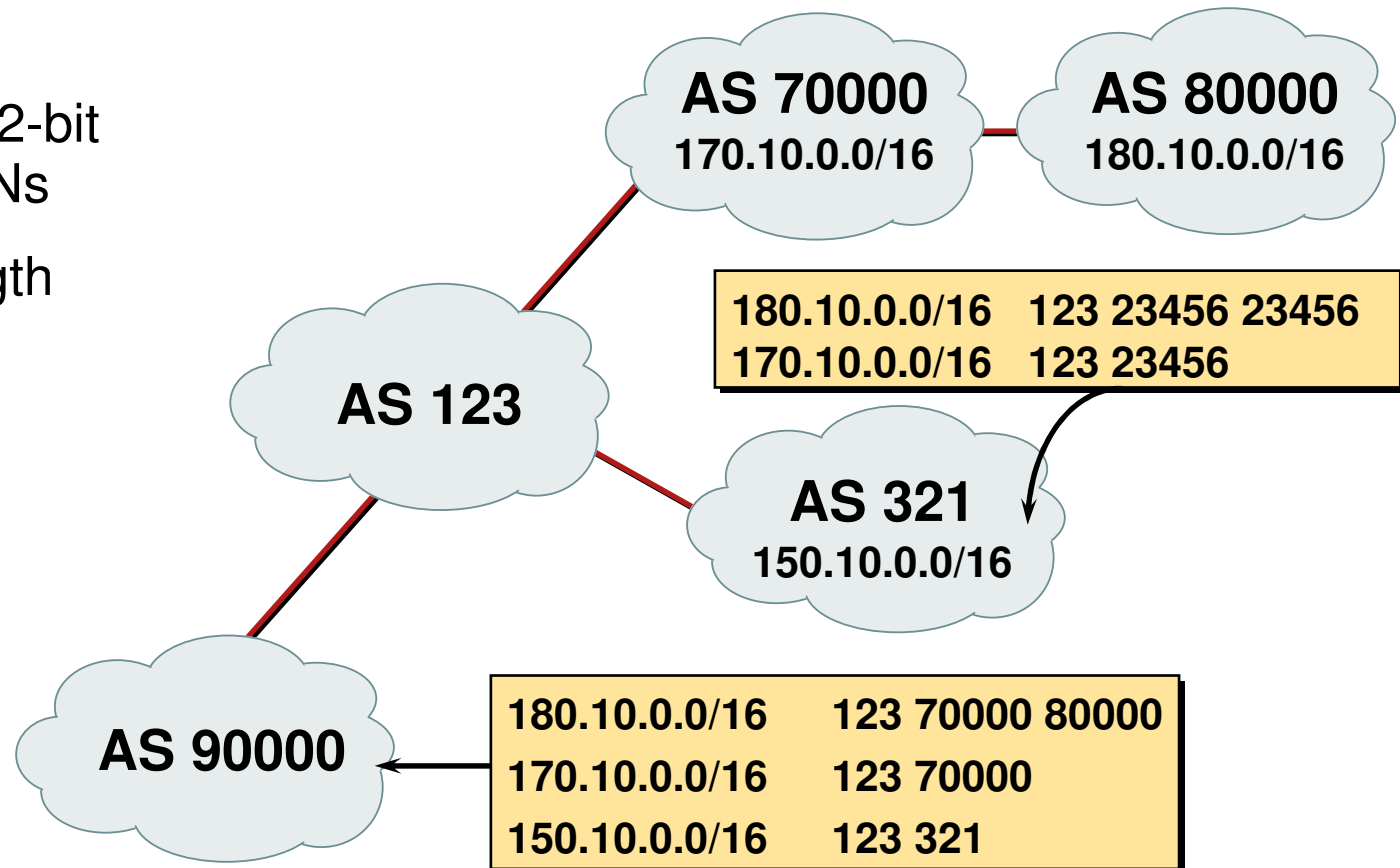 2-bit
Ns
gth
AS 70000
170.10.0.0/16
AS 80000
180.10.0.0/16
180.10.0.0/16 123 23456 23456
170.10.0.0/16 123 23456
AS 123
AS 321
150.10.0.0/16
AS 90000
180.10.0.0/16 123 70000 80000
170.10.0.0/16 123 70000
150.10.0.0/16 123 321